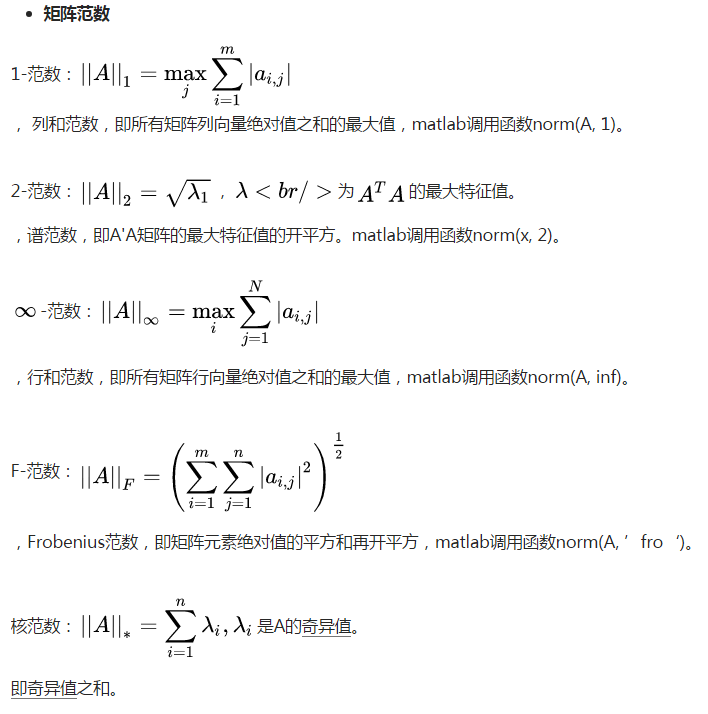 • 矩阵范数
1-范数：$||A||_1 = \max_j \sum_{i=1}^{m} |a_{i,j}|$
，列和范数，即所有矩阵列向量绝对值之和的最大值，matlab调用函数norm(A, 1)。
2-范数：$||A||_2 = \sqrt{\lambda_1}$，$\lambda < br/ >$为$A^T A$的最大特征值。
，谱范数，即A'A矩阵的最大特征值的开平方。matlab调用函数norm(x, 2)。
$\infty$-范数：$||A||_\infty = \max_i \sum_{j=1}^{N} |a_{i,j}|$
，行和范数，即所有矩阵行向量绝对值之和的最大值，matlab调用函数norm(A, inf)。
F-范数：$||A||_F = \left( \sum_{i=1}^{m} \sum_{j=1}^{n} |a_{i,j}|^2 \right)^{\frac{1}{2}}$
，Frobenius范数，即矩阵元素绝对值的平方和再开平方，matlab调用函数norm(A, ’fro‘)。
核范数：$||A||_* = \sum_{i=1}^{n} \lambda_i, \lambda_i$ 是A的奇异值。
即奇异值之和。